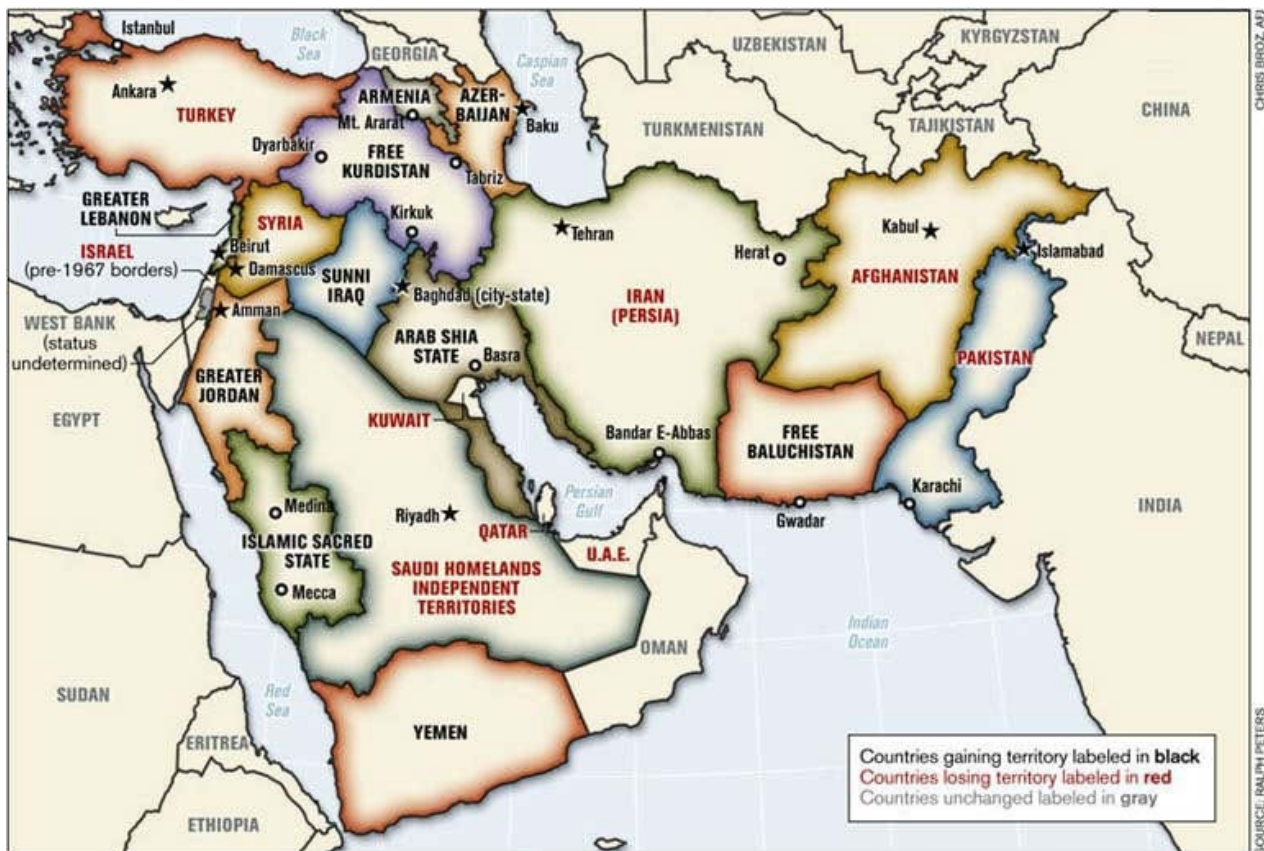 Istanbul
Black
Sea
GEORGIA
Caspian
Sea
UZBEKISTAN
KYRGYZSTAN
CHRIS BROZ, AFJ
Ankara
TURKEY
ARMENIA
Mt. Ararat
AZER-
BAIJAN
Baku
TURKMENISTAN
TAJIKISTAN
CHINA
Dyarbakir
FREE
KURDISTAN
Tabriz
GREATER
LEBANON
SYRIA
Kirkuk
Tehran
Herat
Kabul
Islamabad
ISRAEL
(pre-1967 borders)
Beirut
Damascus
SUNNI
IRAQ
Baghdad (city-state)
IRAN
(PERSIA)
AFGHANISTAN
WEST BANK
(status
undetermined)
Amman
ARAB SHIA
STATE
Basra
NEPAL
PAKISTAN
GREATER
JORDAN
EGYPT
KUWAIT
Bandar E-Abbas
FREE
BALUCHISTAN
Medina
Riyadh
Persian
Gulf
Gwadar
Karachi
INDIA
ISLAMIC SACRED
STATE
QATAR
U.A.E.
Mecca
SAUDI HOMELANDS
INDEPENDENT
TERRITORIES
OMAN
Indian
Ocean
SUDAN
Red
Sea
YEMEN
ERITREA
ETHIOPIA
Countries gaining territory labeled in black
Countries losing territory labeled in red
Countries unchanged labeled in gray
SOURCE: RALPH PETERS